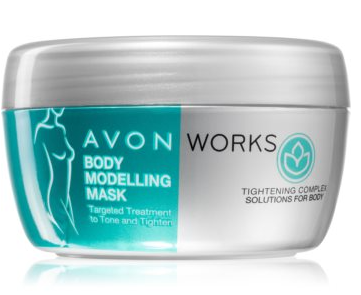 AVON WORKS
BODY
MODELLING
MASK
Targeted Treatment
to Tone and Tighten
TIGHTENING COMPLEX
SOLUTIONS FOR BODY